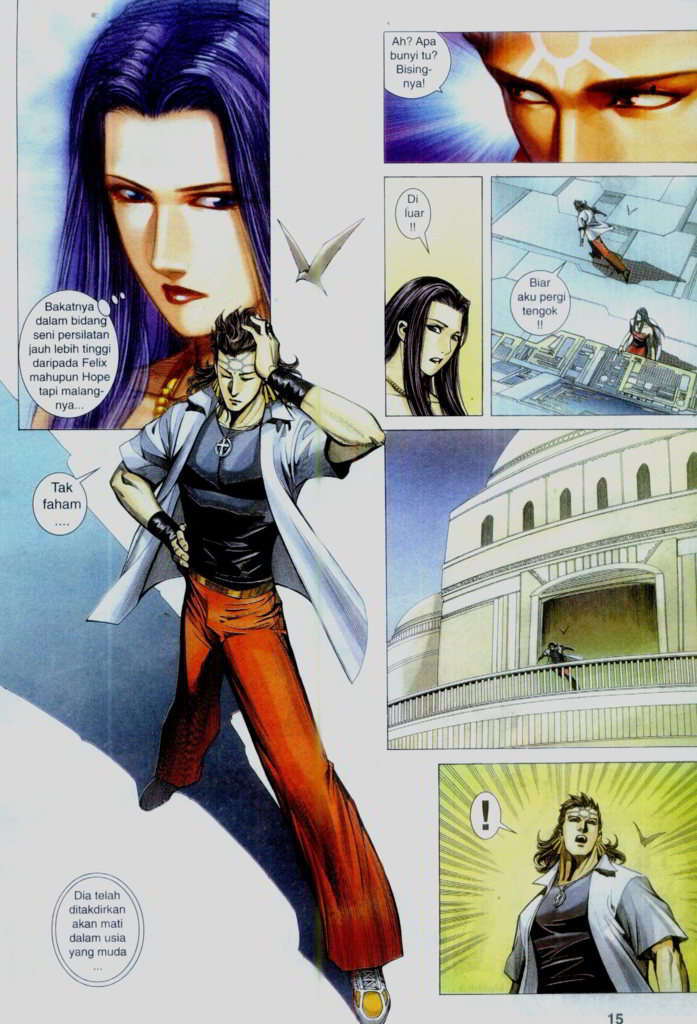 Bakatnya
dalam bidang
seni persilatan
jauh lebih tinggi
daripada Felix
mahupun Hope
tapi malang-
nya...
Tak
faham
....
Dia telah
ditakdirkan
akan mati
dalam usia
yang muda
...
Ah? Apa
bunyi tu?
Bising-
nya!
Di
luar
!!
Biar
aku pergi
tengok
!!
!
15